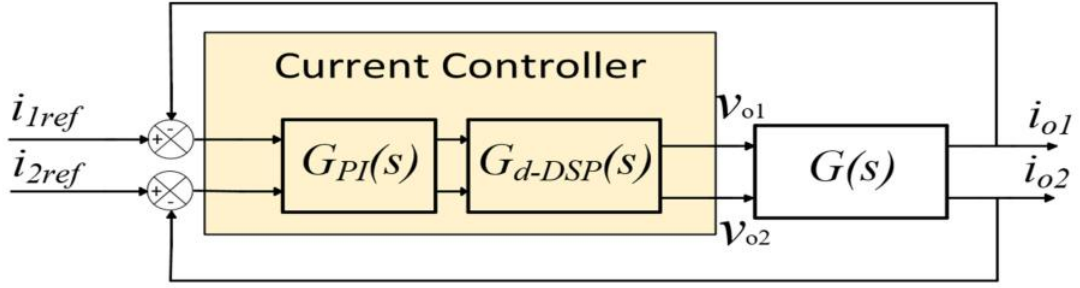 Current Controller
i1ref
i2ref
+
-
+
-
GPI(s)
Gd-DSP(s)
vo1
vo2
G(s)
io1
io2